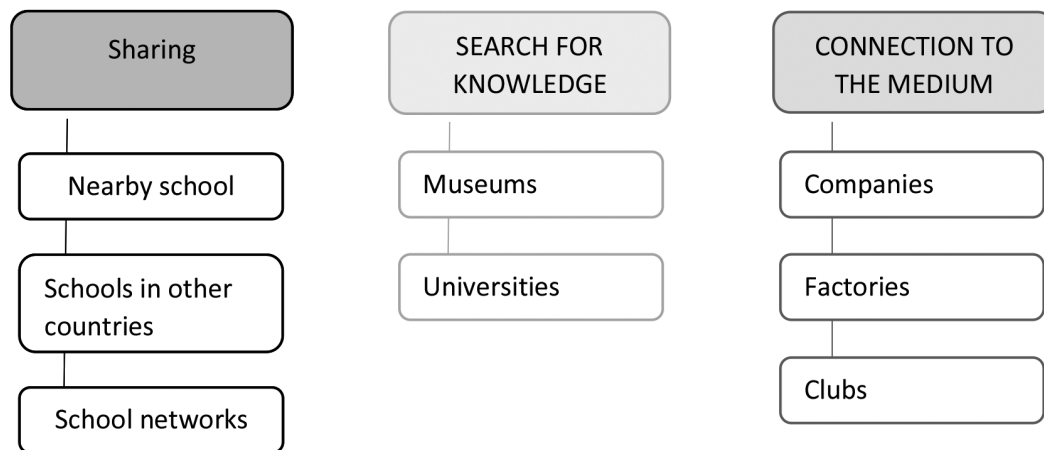 Sharing
Nearby school
Schools in other
countries
School networks
SEARCH FOR
KNOWLEDGE
Museums
Universities
CONNECTION TO
THE MEDIUM
Companies
Factories
Clubs